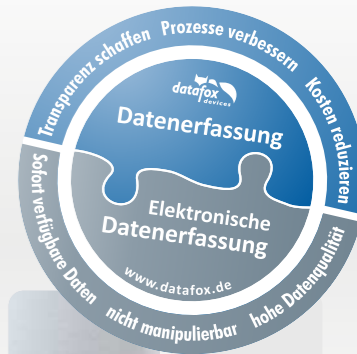 Transparenz schaffen Prozesse verbessern Kosten reduzieren
datafox
devices
Datenerfassung
Elektronische
Datenerfassung
www.datafox.de
Sofort verfügbare Daten nicht manipulierbar hohe Datenqualität